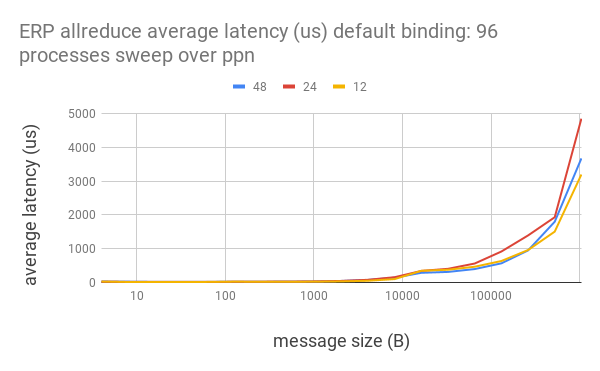 ERP allreduce average latency (us) default binding: 96
processes sweep over ppn
48 24 12
average latency (us)
5000
4000
3000
2000
1000
0
10 100 1000 10000 100000
message size (B)